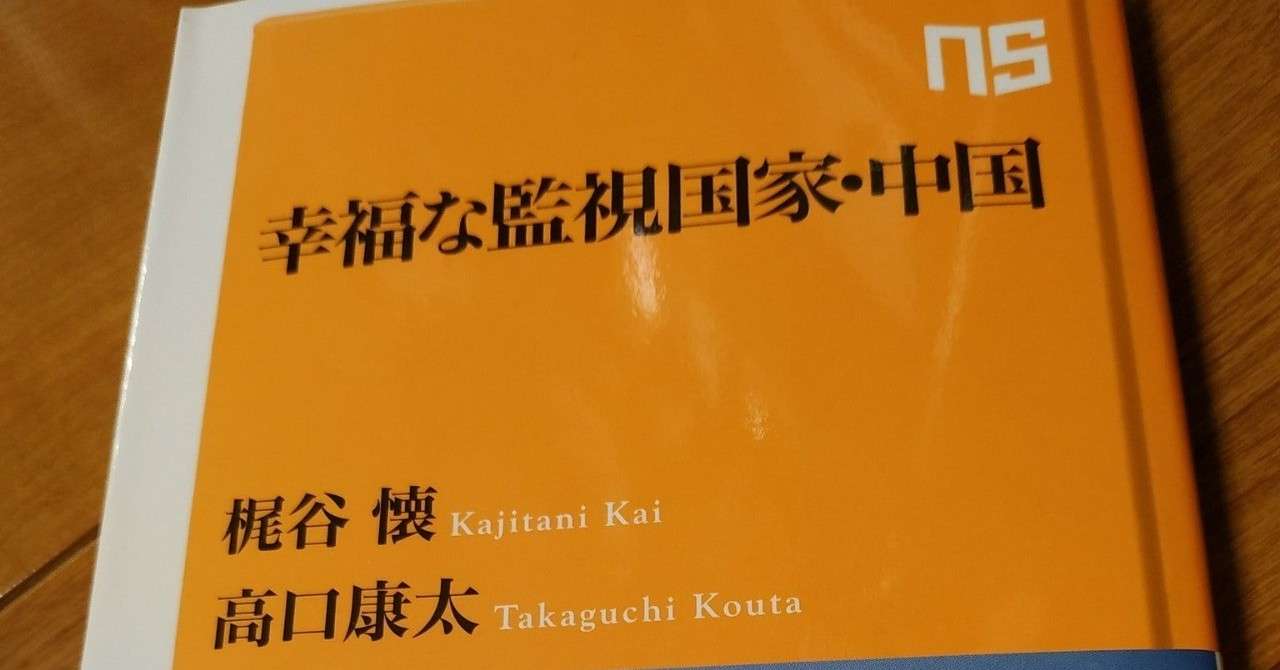 NS
幸福な監視国家・中国
梶谷 懐 Kajitani Kai
高口康太 Takaguchi Kouta